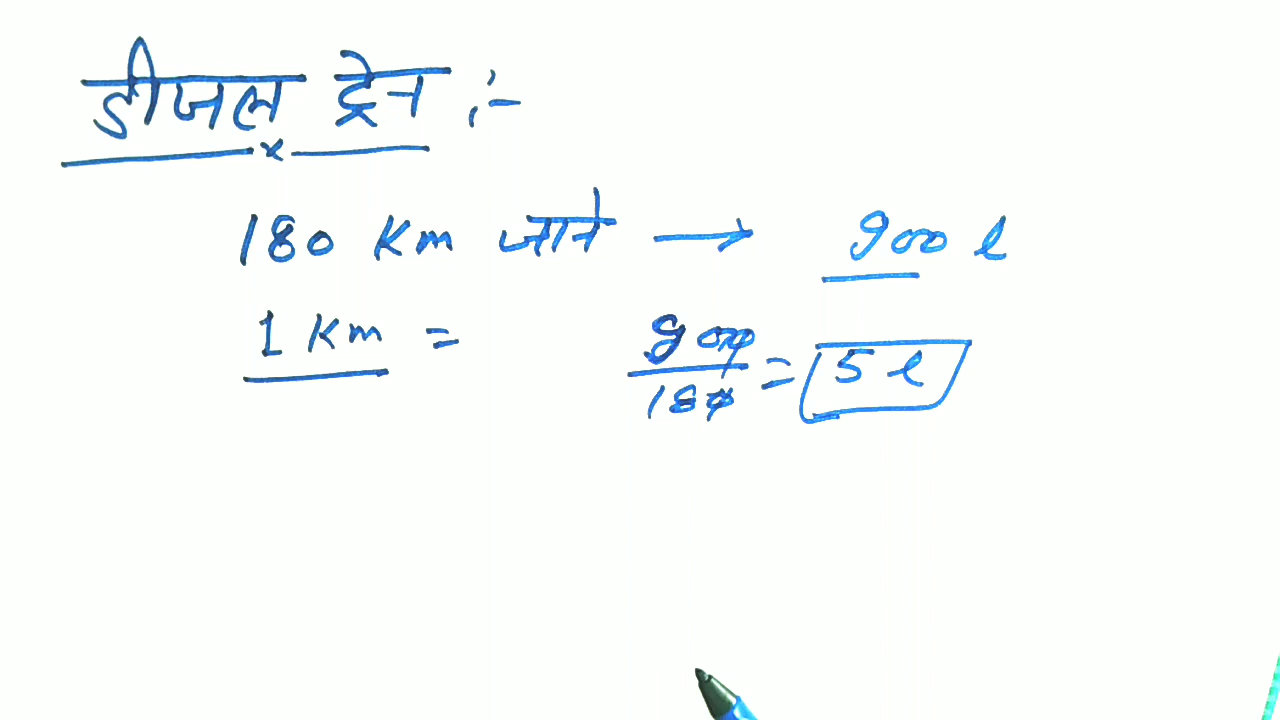 डीजल ट्रेन :-
180 Km जाने → 900 l
1 Km = 900/180 = 5 l